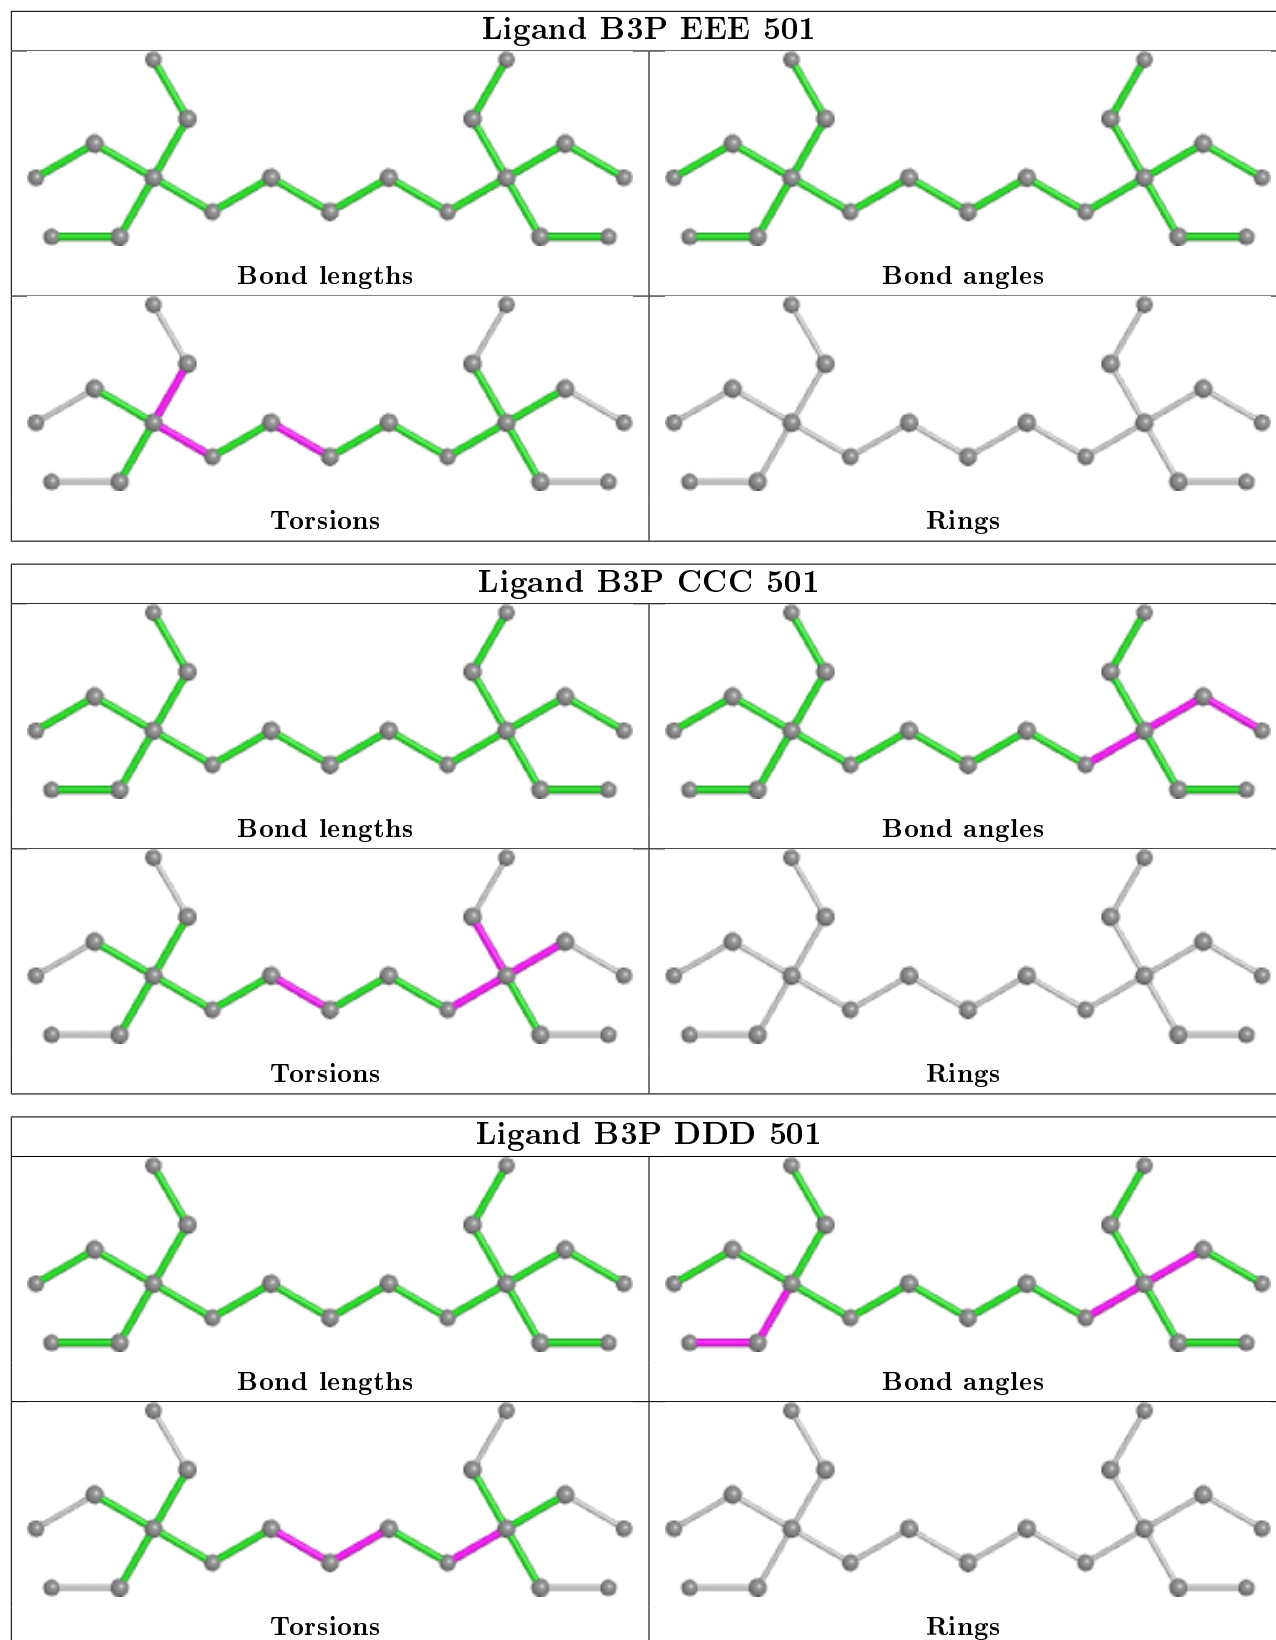 Ligand B3P EEE 501
Bond lengths
Bond angles
Torsions
Rings
Ligand B3P CCC 501
Bond lengths
Bond angles
Torsions
Rings
Ligand B3P DDD 501
Bond lengths
Bond angles
Torsions
Rings